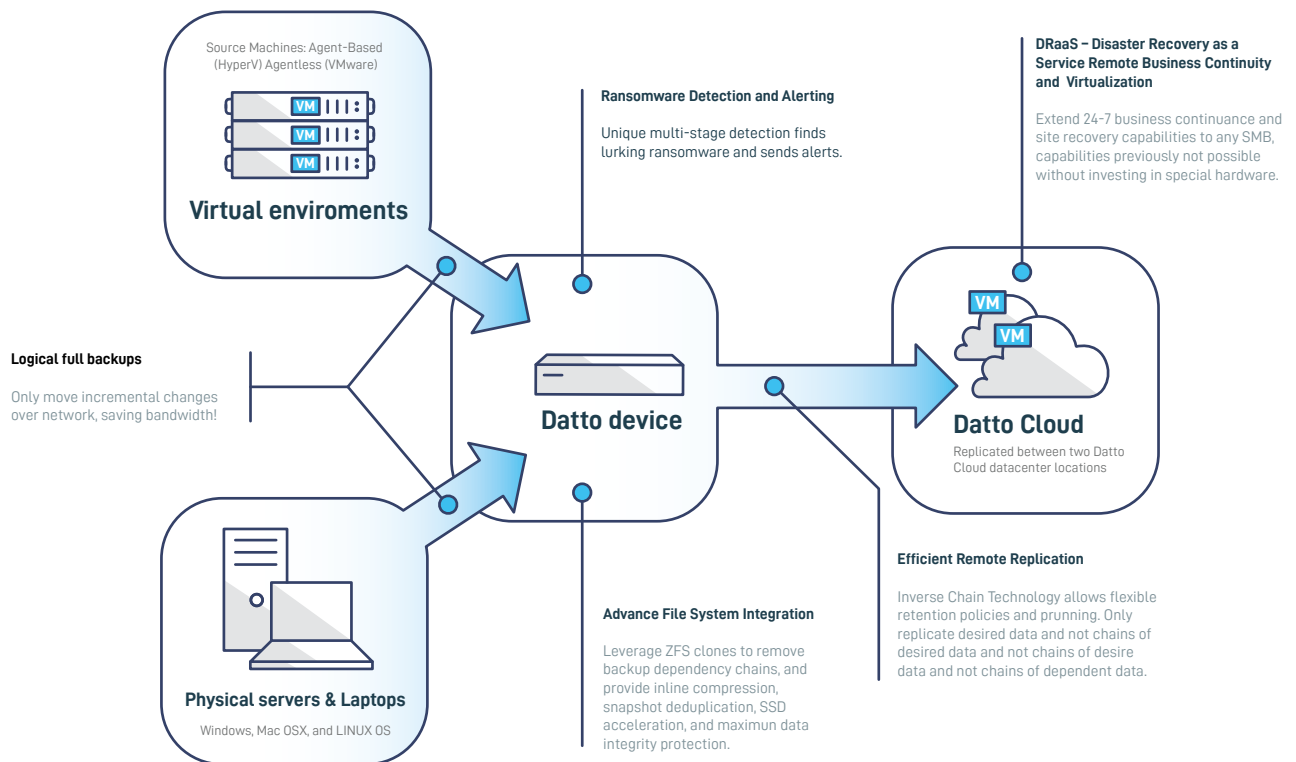 Source Machines: Agent-Based
(HyperV) Agentless (VMware)
VM
VM
VM
Virtual enviroments
Ransomware Detection and Alerting
Unique multi-stage detection finds
lurking ransomware and sends alerts.
DRaaS – Disaster Recovery as a
Service Remote Business Continuity
and Virtualization
Extend 24-7 business continuance and
site recovery capabilities to any SMB,
capabilities previously not possible
without investing in special hardware.
Logical full backups
Only move incremental changes
over network, saving bandwidth!
Datto device
VM
VM
Datto Cloud
Replicated between two Datto
Cloud datacenter locations
Physical servers & Laptops
Windows, Mac OSX, and LINUX OS
Advance File System Integration
Leverage ZFS clones to remove
backup dependency chains, and
provide inline compression,
snapshot deduplication, SSD
acceleration, and maximun data
integrity protection.
Efficient Remote Replication
Inverse Chain Technology allows flexible
retention policies and prunning. Only
replicate desired data and not chains of
desired data and not chains of desire
data and not chains of dependent data.